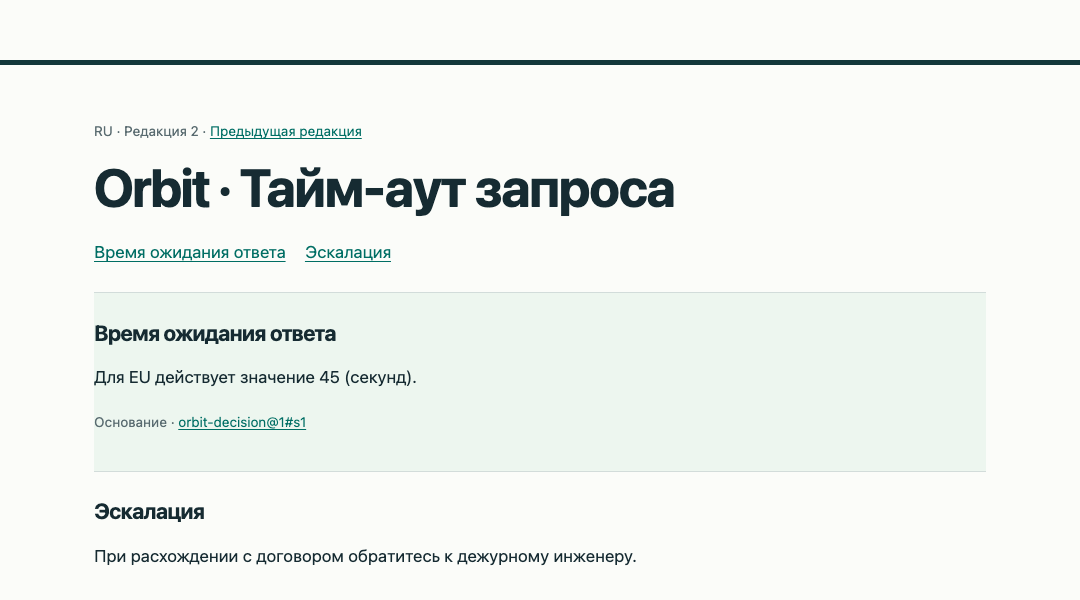 RU · Редакция 2 · Предыдущая редакция
Orbit · Тайм-аут запроса
Время ожидания ответа Эскалация
Время ожидания ответа
Для EU действует значение 45 (секунд).
Основание · orbit-decision@1#s1
Эскалация
При расхождении с договором обратитесь к дежурному инженеру.